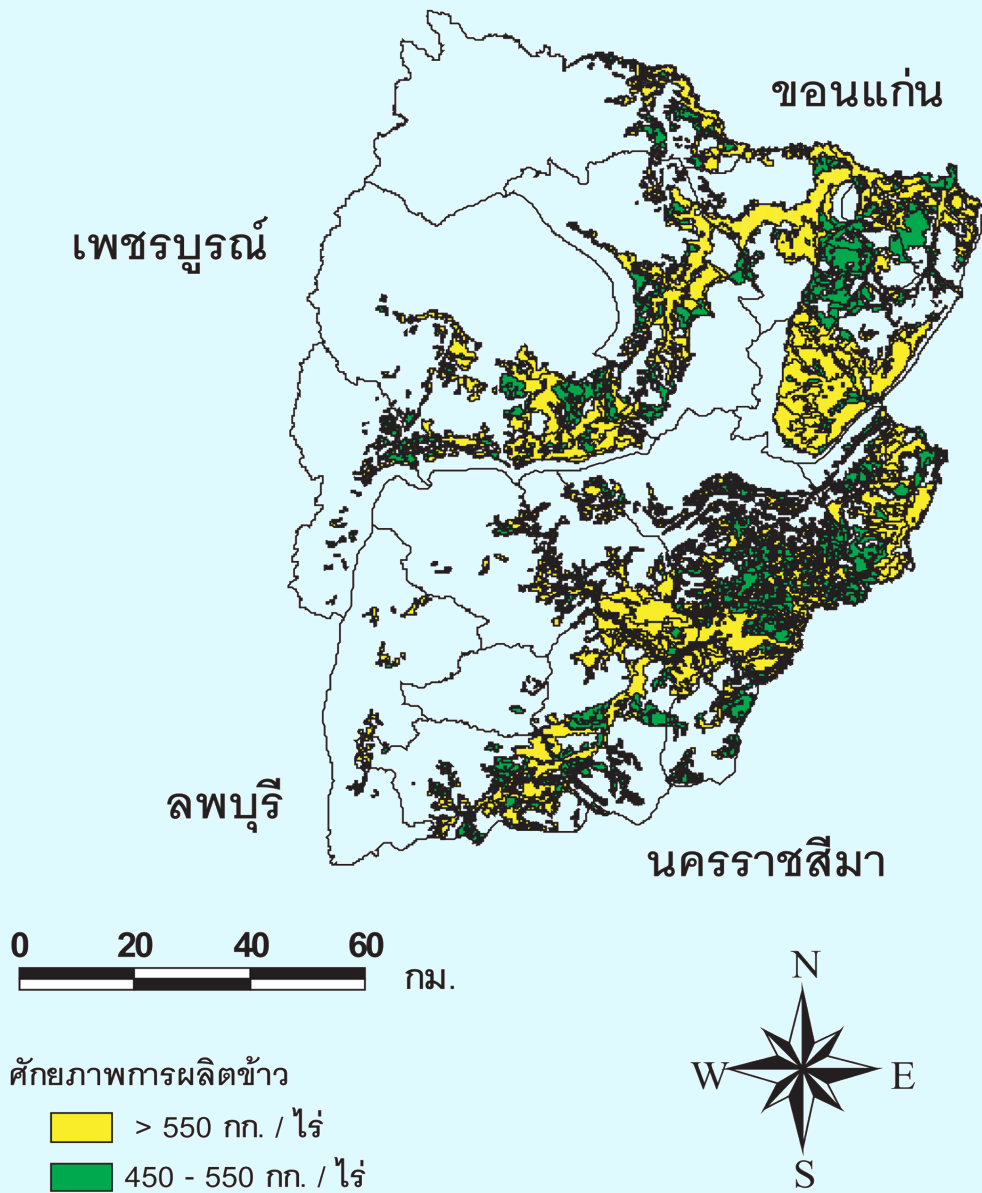 ขอนแก่น
เพชรบูรณ์
ลพบุรี
นครราชสีมา
0 20 40 60
กม.
N
W E
S
ศักยภาพการผลิตข้าว
> 550 กก. / ไร่
450 - 550 กก. / ไร่